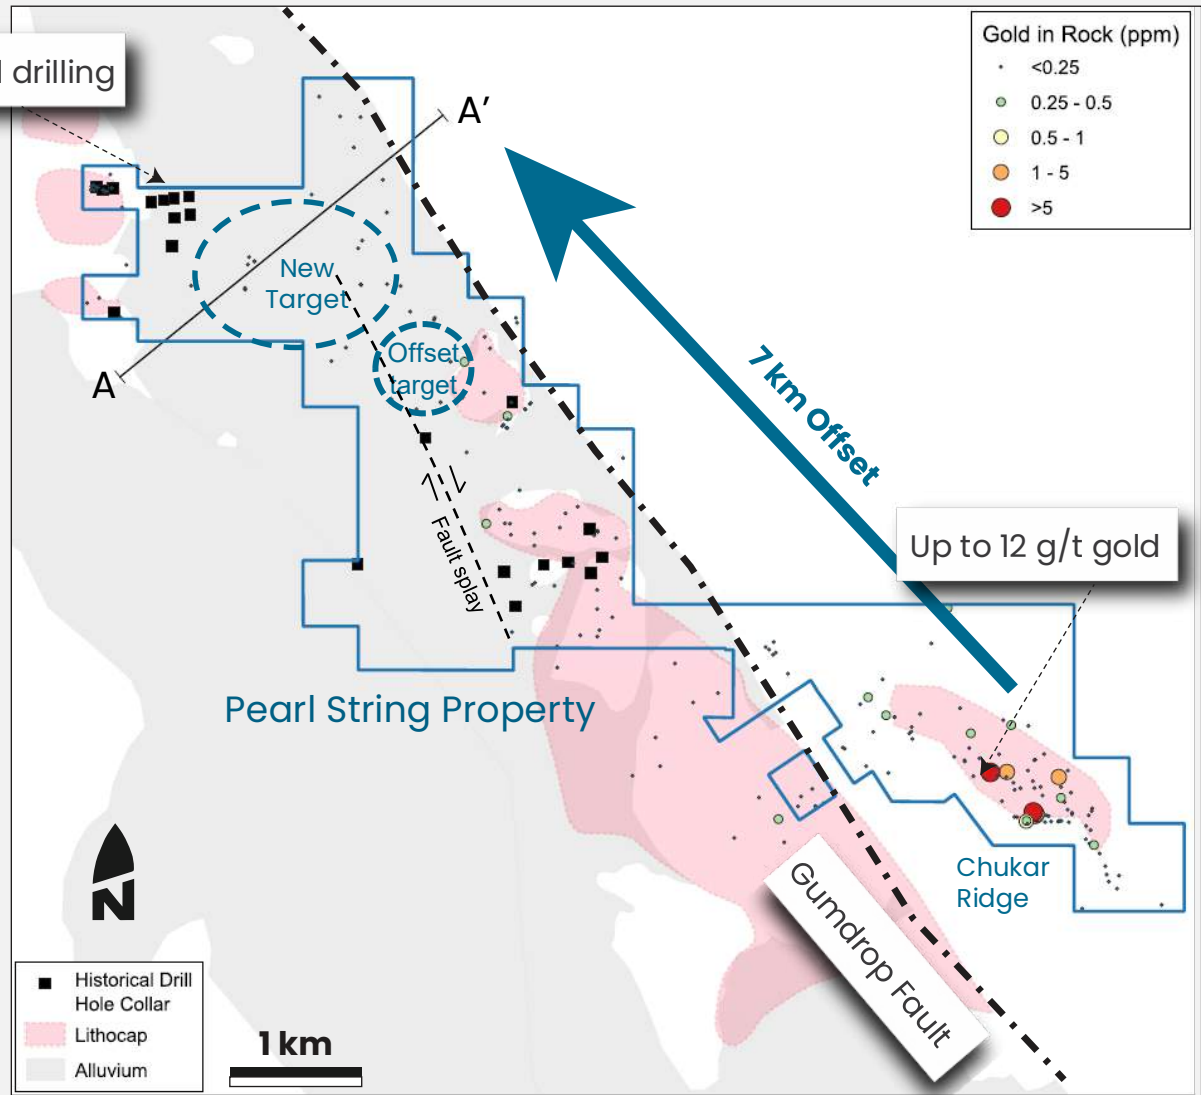 drilling
A'
Gold in Rock (ppm)
<0.25
0.25 - 0.5
0.5 - 1
1 - 5
>5
New
Target
Offset
target
A
7 km Offset
Fault splay
Up to 12 g/t gold
Pearl String Property
Chukar
Ridge
Gumdrop Fault
N
Historical Drill
Hole Collar
Lithocap
Alluvium
1 km